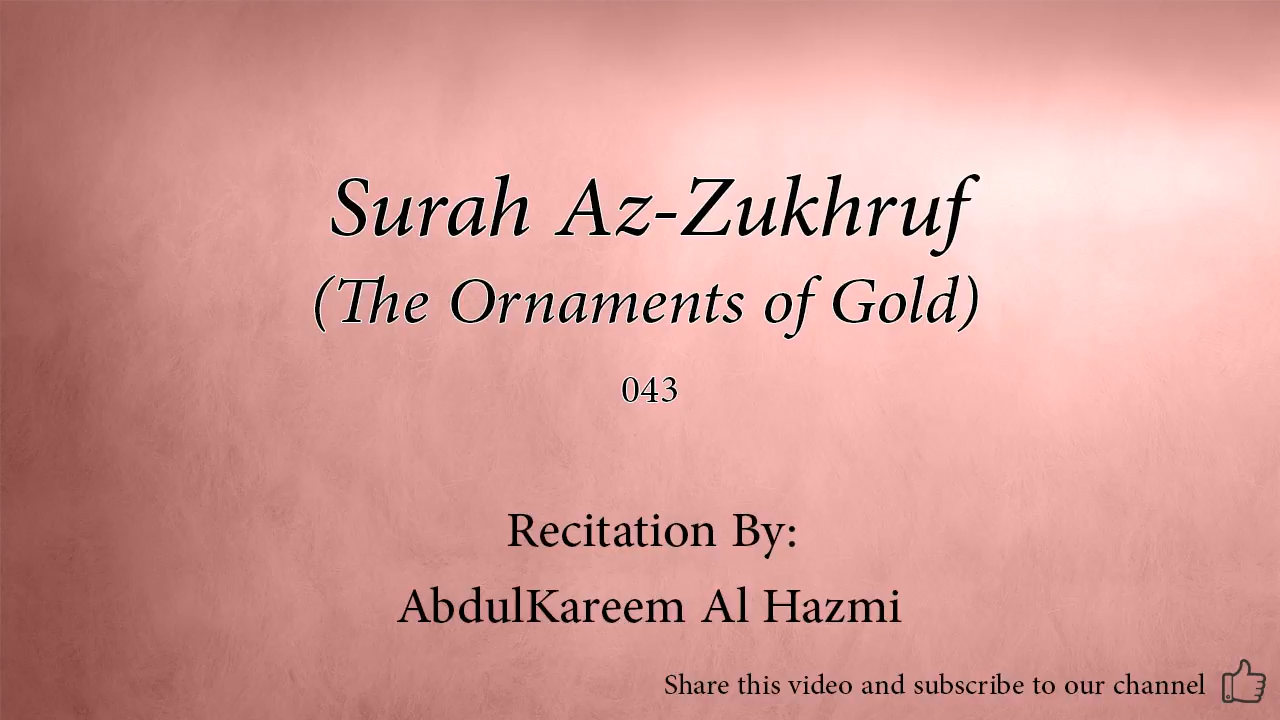 Surah Az-Zukhruf
(The Ornaments of Gold)
043
Recitation By:
AbdulKareem Al Hazmi
Share this video and subscribe to our channel